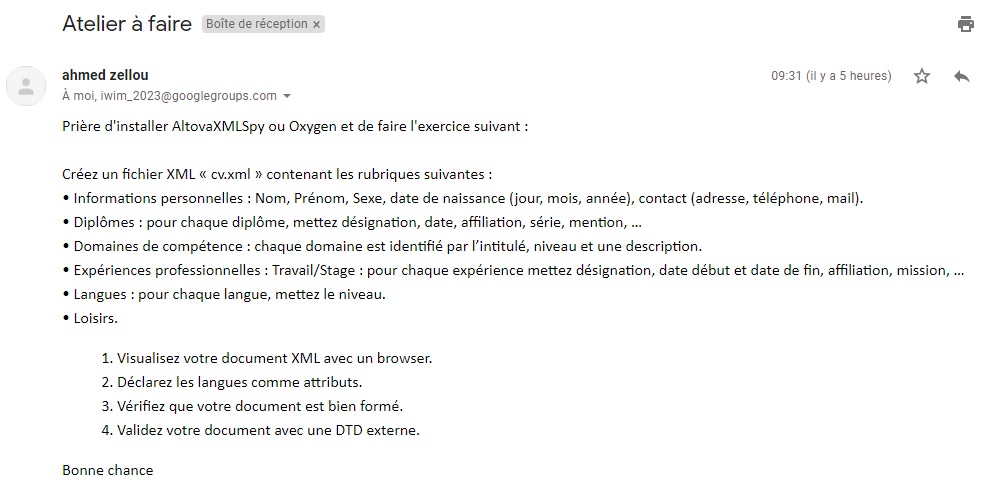 Atelier à faire Boîte de réception ×
ahmed zellou 09:31 (il y a 5 heures)
À moi, iwim_2023@googlegroups.com
Prière d'installer AltovaXMLSpy ou Oxygen et de faire l'exercice suivant :
Créez un fichier XML « cv.xml » contenant les rubriques suivantes :
• Informations personnelles : Nom, Prénom, Sexe, date de naissance (jour, mois, année), contact (adresse, téléphone, mail).
• Diplômes : pour chaque diplôme, mettez désignation, date, affiliation, série, mention, ...
• Domaines de compétence : chaque domaine est identifié par l'intitulé, niveau et une description.
• Expériences professionnelles : Travail/Stage : pour chaque expérience mettez désignation, date début et date de fin, affiliation, mission, ...
• Langues : pour chaque langue, mettez le niveau.
• Loisirs.
1. Visualisez votre document XML avec un browser.
2. Déclarez les langues comme attributs.
3. Vérifiez que votre document est bien formé.
4. Validez votre document avec une DTD externe.
Bonne chance